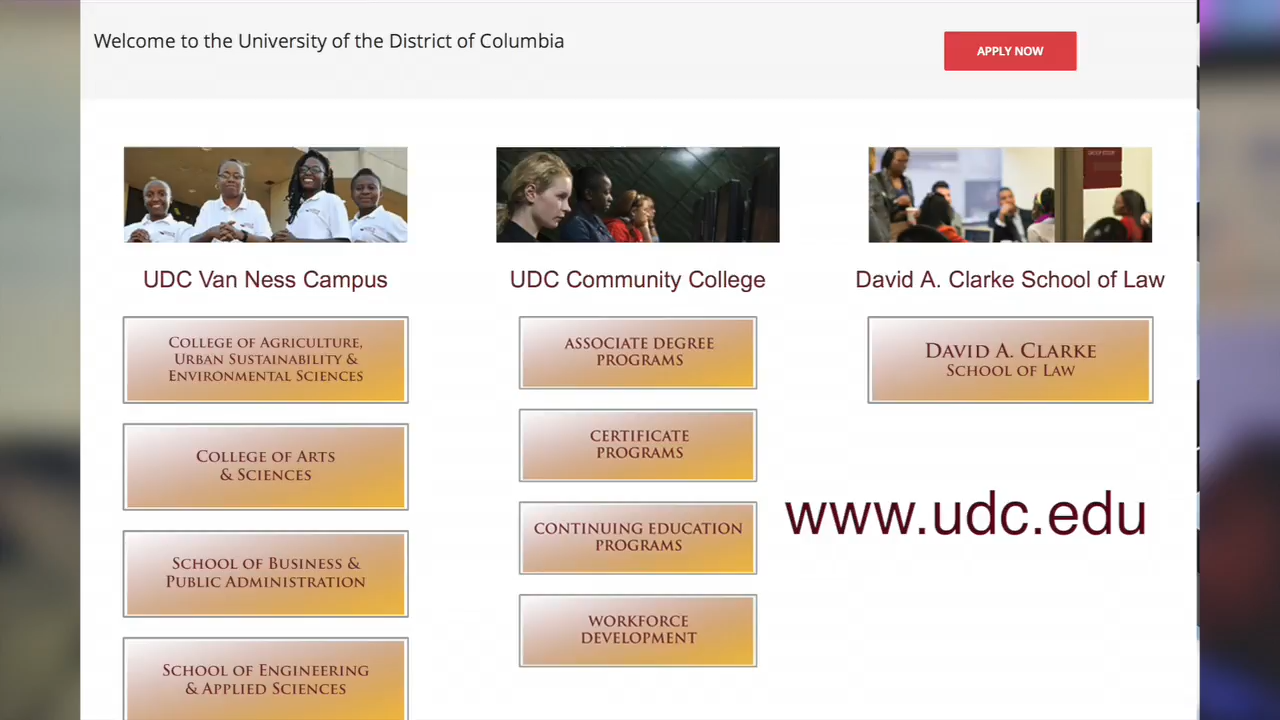 Welcome to the University of the District of Columbia
APPLY NOW
UDC Van Ness Campus
COLLEGE OF AGRICULTURE,
URBAN SUSTAINABILITY &
ENVIRONMENTAL SCIENCES
COLLEGE OF ARTS
& SCIENCES
SCHOOL OF BUSINESS &
PUBLIC ADMINISTRATION
SCHOOL OF ENGINEERING
& APPLIED SCIENCES
UDC Community College
ASSOCIATE DEGREE
PROGRAMS
CERTIFICATE
PROGRAMS
CONTINUING EDUCATION
PROGRAMS
WORKFORCE
DEVELOPMENT
David A. Clarke School of Law
DAVID A. CLARKE
SCHOOL OF LAW
www.udc.edu